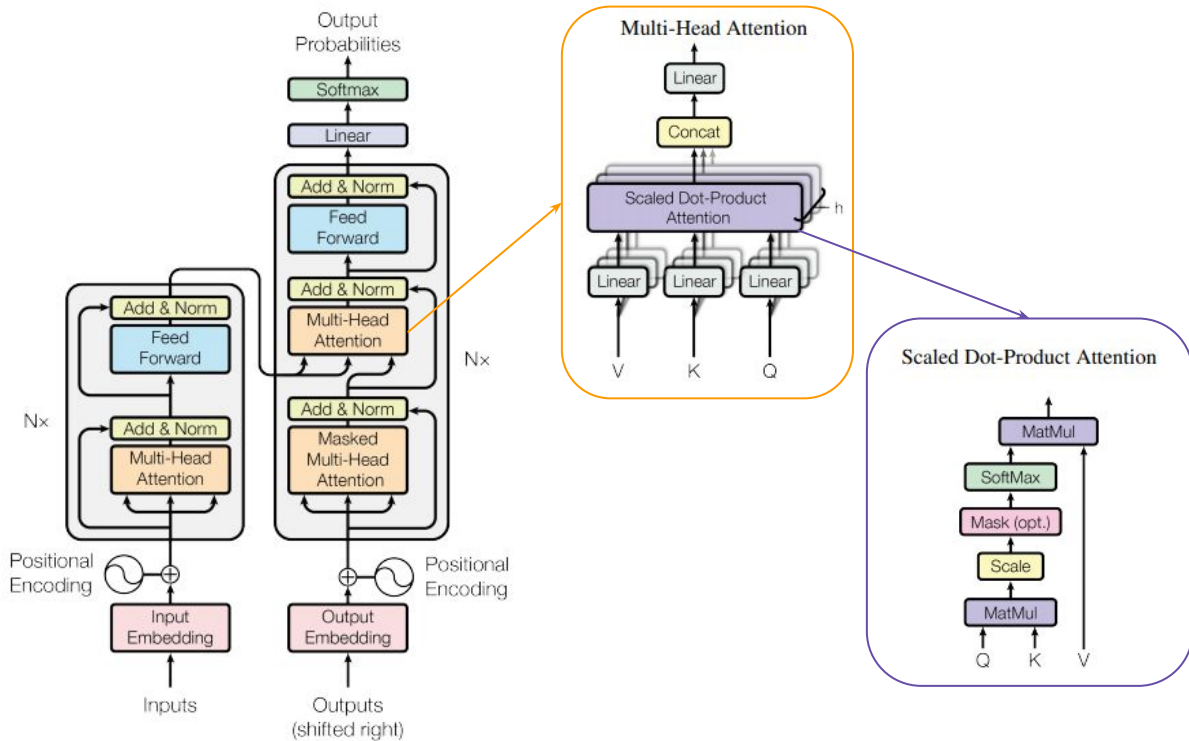 Output
Probabilities
Softmax
Linear
Add & Norm
Feed
Forward
Add & Norm
Multi-Head
Attention
Nx
Add & Norm
Masked
Multi-Head
Attention
Positional
Encoding
Output
Embedding
Outputs
(shifted right)
Add & Norm
Feed
Forward
Nx
Add & Norm
Multi-Head
Attention
Positional
Encoding
Input
Embedding
Inputs
Multi-Head Attention
Linear
Concat
Scaled Dot-Product
Attention
h
Linear Linear Linear
V K Q
Scaled Dot-Product Attention
MatMul
SoftMax
Mask (opt.)
Scale
MatMul
Q K V